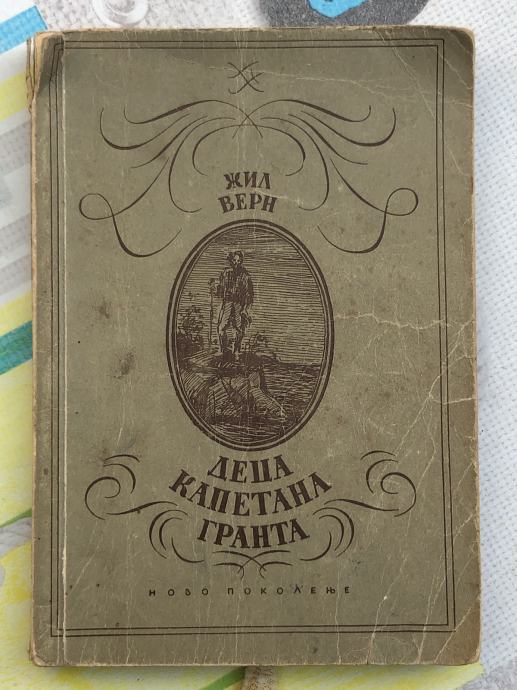 ЖИЛ
ВЕРН
ДЕЦА
КАПЕТАНА
ГРАНТА
НОВО ПОКОЛЕЊЕ